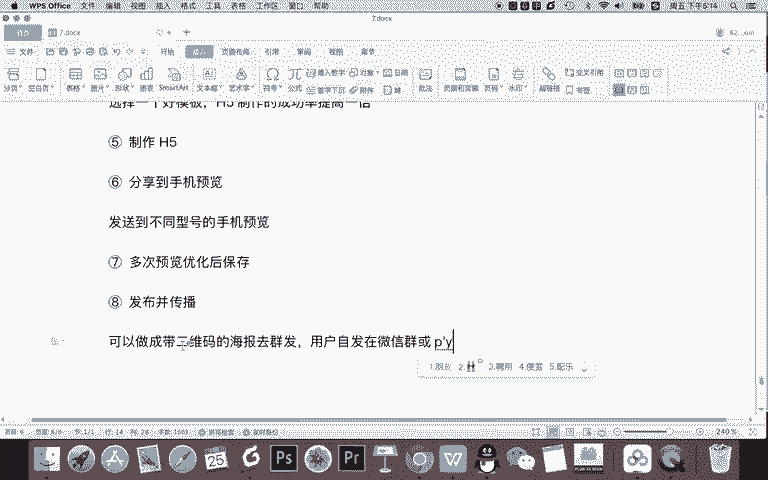 WPS Office 文件 编辑 视图 插入 格式 工具 表格 工作区 窗口 帮助
周五下午5:14
7.docx
7.docx
文件 开始 插入 页面布局 引用 审阅 视图 章节
分页 空白页 表格 图片 形状 图表 SmartArt 文本框 艺术字 符号 公式 插入数字 对象 日期
首字下沉 附件 域 批注 页眉和页脚 页码 水印 超链接 交叉引用 书签
选择一个好模板，H5 制作的成功率提高一倍
⑤ 制作 H5
⑥ 分享到手机预览
发送到不同型号的手机预览
⑦ 多次预览优化后保存
⑧ 发布并传播
可以做成带二维码的海报去群发，用户自发在微信群或 p'y
1.朋友 3.聘用 4.便宜 5.配乐
240%
25
Ps
Pr